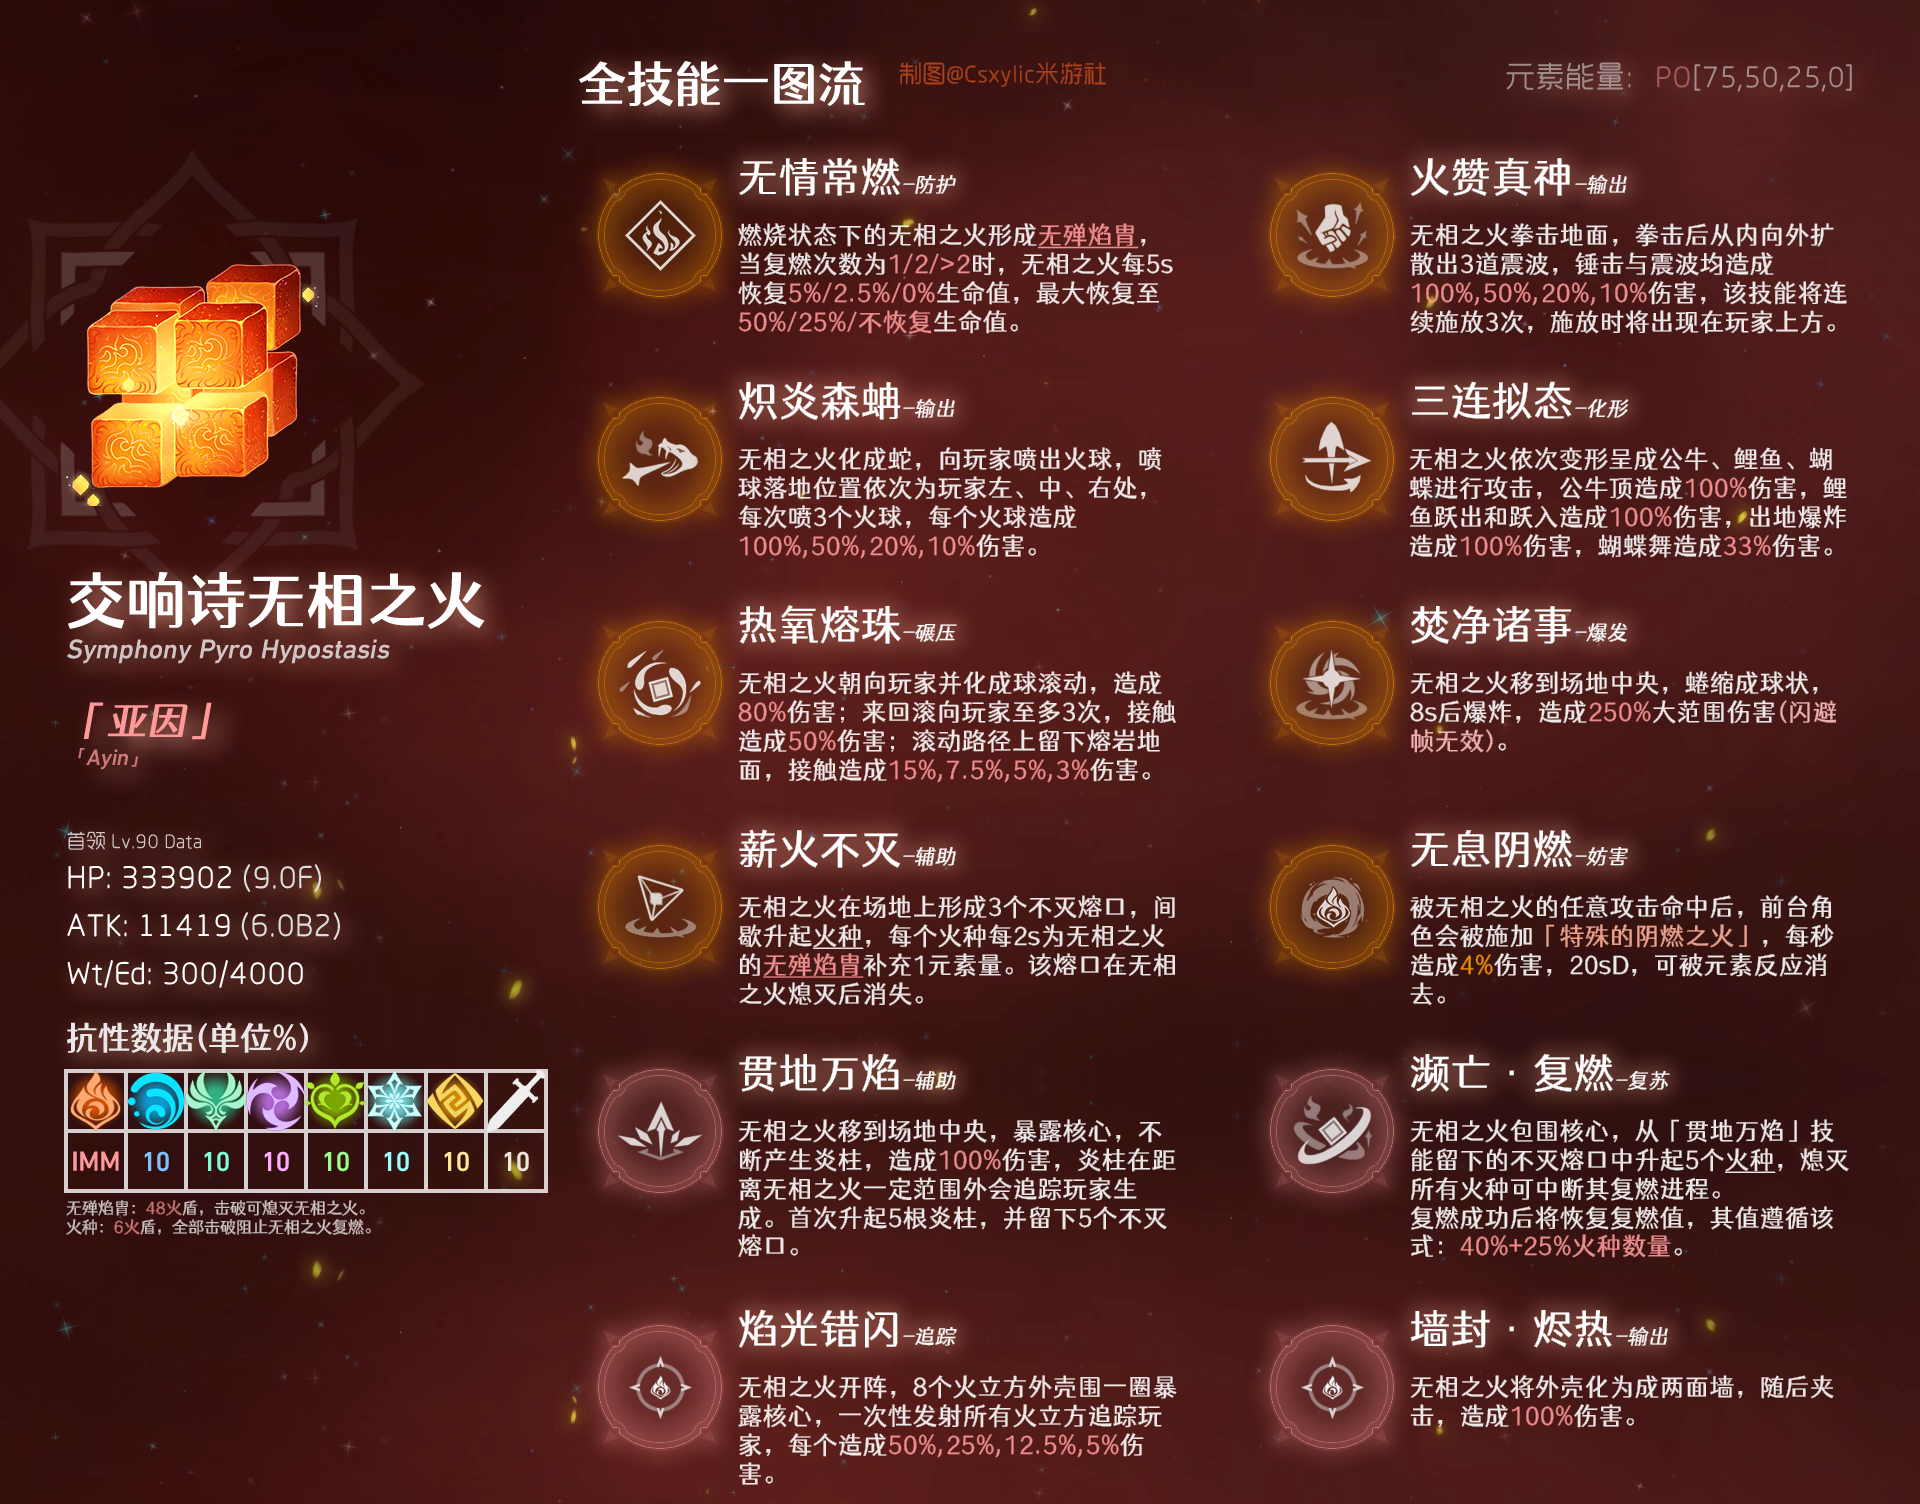 全技能一图流
制图@Csxylic米游社
元素能量：PO[75,50,25,0]
交响诗无相之火
Symphony Pyro Hypostasis
「亚因」
「Ayin」
首领 Lv.90 Data
HP: 333902 (9.0F)
ATK: 11419 (6.0B2)
Wt/Ed: 300/4000
抗性数据(单位%)
IMM 10 10 10 10 10 10 10
无殚焰胄：48火盾，击破可熄灭无相之火。
火种：6火盾，全部击破阻止无相之火复燃。
无情常燃-防护
燃烧状态下的无相之火形成无殚焰胄，
当复燃次数为1/2/>2时，无相之火每5s
恢复5%/2.5%/0%生命值，最大恢复至
50%/25%/不恢复生命值。
火赞真神-输出
无相之火拳击地面，拳击后从内向外扩
散出3道震波，锤击与震波均造成
100%,50%,20%,10%伤害，该技能将连
续施放3次，施放时将出现在玩家上方。
炽炎森蚺-输出
无相之火化成蛇，向玩家喷出火球，喷
球落地位置依次为玩家左、中、右处，
每次喷3个火球，每个火球造成
100%,50%,20%,10%伤害。
三连拟态-化形
无相之火依次变形呈成公牛、鲤鱼、蝴
蝶进行攻击，公牛顶造成100%伤害，鲤
鱼跃出和跃入造成100%伤害，出地爆炸
造成100%伤害，蝴蝶舞造成33%伤害。
热氧熔珠-碾压
无相之火朝向玩家并化成球滚动，造成
80%伤害；来回滚向玩家至多3次，接触
造成50%伤害；滚动路径上留下熔岩地
面，接触造成15%,7.5%,5%,3%伤害。
焚净诸事-爆发
无相之火移到场地中央，蜷缩成球状，
8s后爆炸，造成250%大范围伤害(闪避
帧无效)。
薪火不灭-辅助
无相之火在场地上形成3个不灭熔口，间
歇升起火种，每个火种每2s为无相之火
的无殚焰胄补充1元素量。该熔口在无相
之火熄灭后消失。
无息阴燃-妨害
被无相之火的任意攻击命中后，前台角
色会被施加「特殊的阴燃之火」，每秒
造成4%伤害，20sD，可被元素反应消
去。
贯地万焰-辅助
无相之火移到场地中央，暴露核心，不
断产生炎柱，造成100%伤害，炎柱在距
离无相之火一定范围外会追踪玩家生
成。首次升起5根炎柱，并留下5个不灭
熔口。
濒亡·复燃-复苏
无相之火包围核心，从「贯地万焰」技
能留下的不灭熔口中升起5个火种，熄灭
所有火种可中断其复燃进程。
复燃成功后将恢复复燃值，其值遵循该
式：40%+25%火种数量。
焰光错闪-追踪
无相之火开阵，8个火立方外壳围一圈暴
露核心，一次性发射所有火立方追踪玩
家，每个造成50%,25%,12.5%,5%伤
害。
墙封·烬热-输出
无相之火将外壳化为成两面墙，随后夹
击，造成100%伤害。